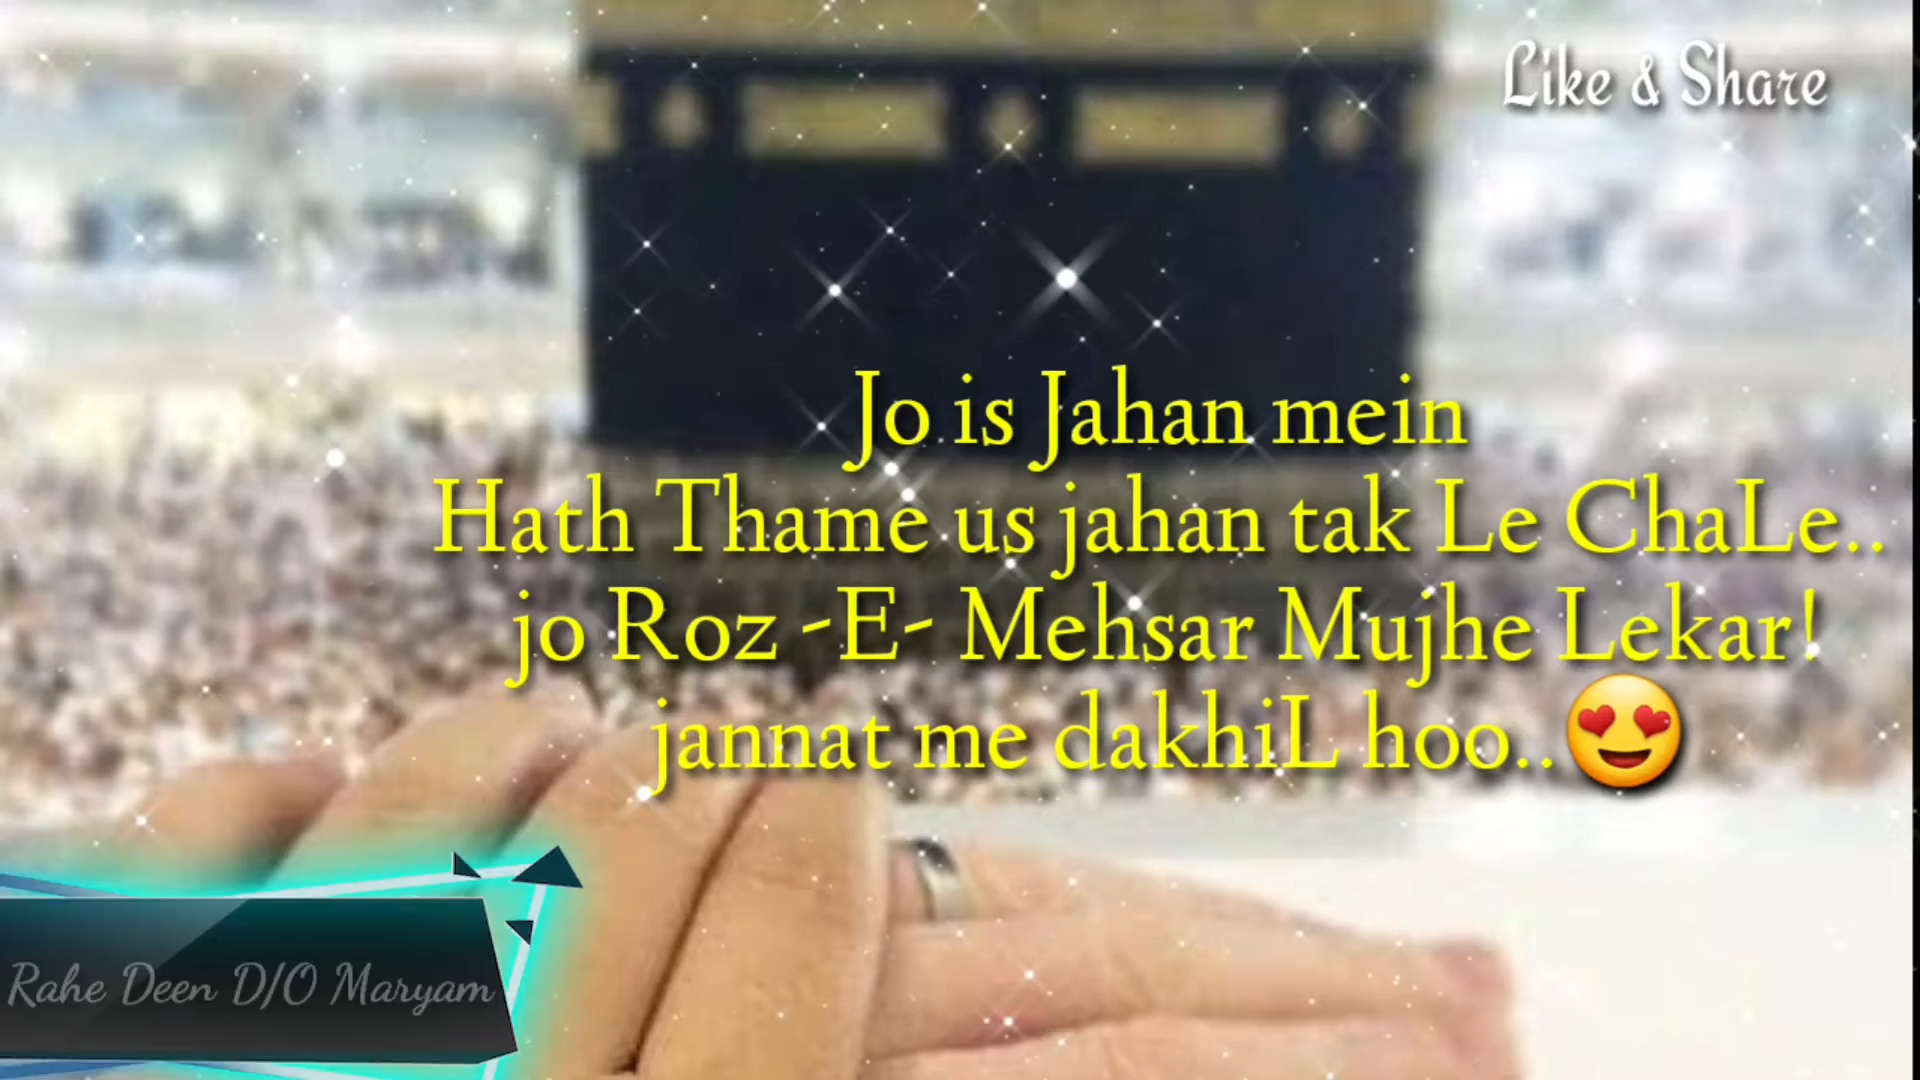 Like & Share
Jo is Jahan mein
Hath Thame us jahan tak Le ChaLe..
jo Roz -E- Mehsar Mujhe Lekar!
jannat me dakhiL hoo..😍
Rahe Deen D/O Maryam